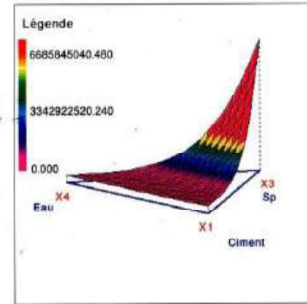 Légende
6685845040.480
3342922520.240
0.000
X4
Eau
X3
Sp
X1
Ciment